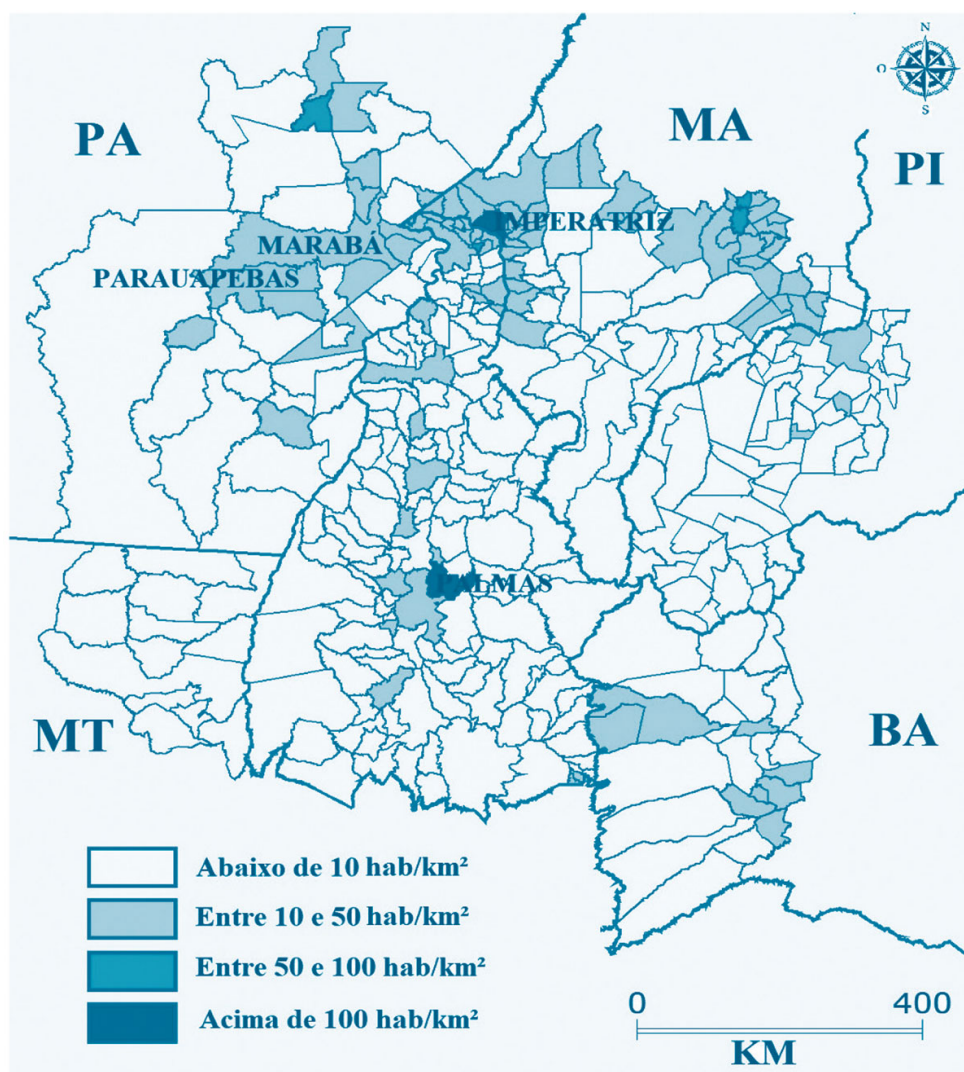 N
O
S
PA
MA
PI
IMPERATRIZ
MARABÁ
PARAUAPEBAS
PALMAS
MT
BA
Abaixo de 10 hab/km²
Entre 10 e 50 hab/km²
Entre 50 e 100 hab/km²
Acima de 100 hab/km²
0 400
KM